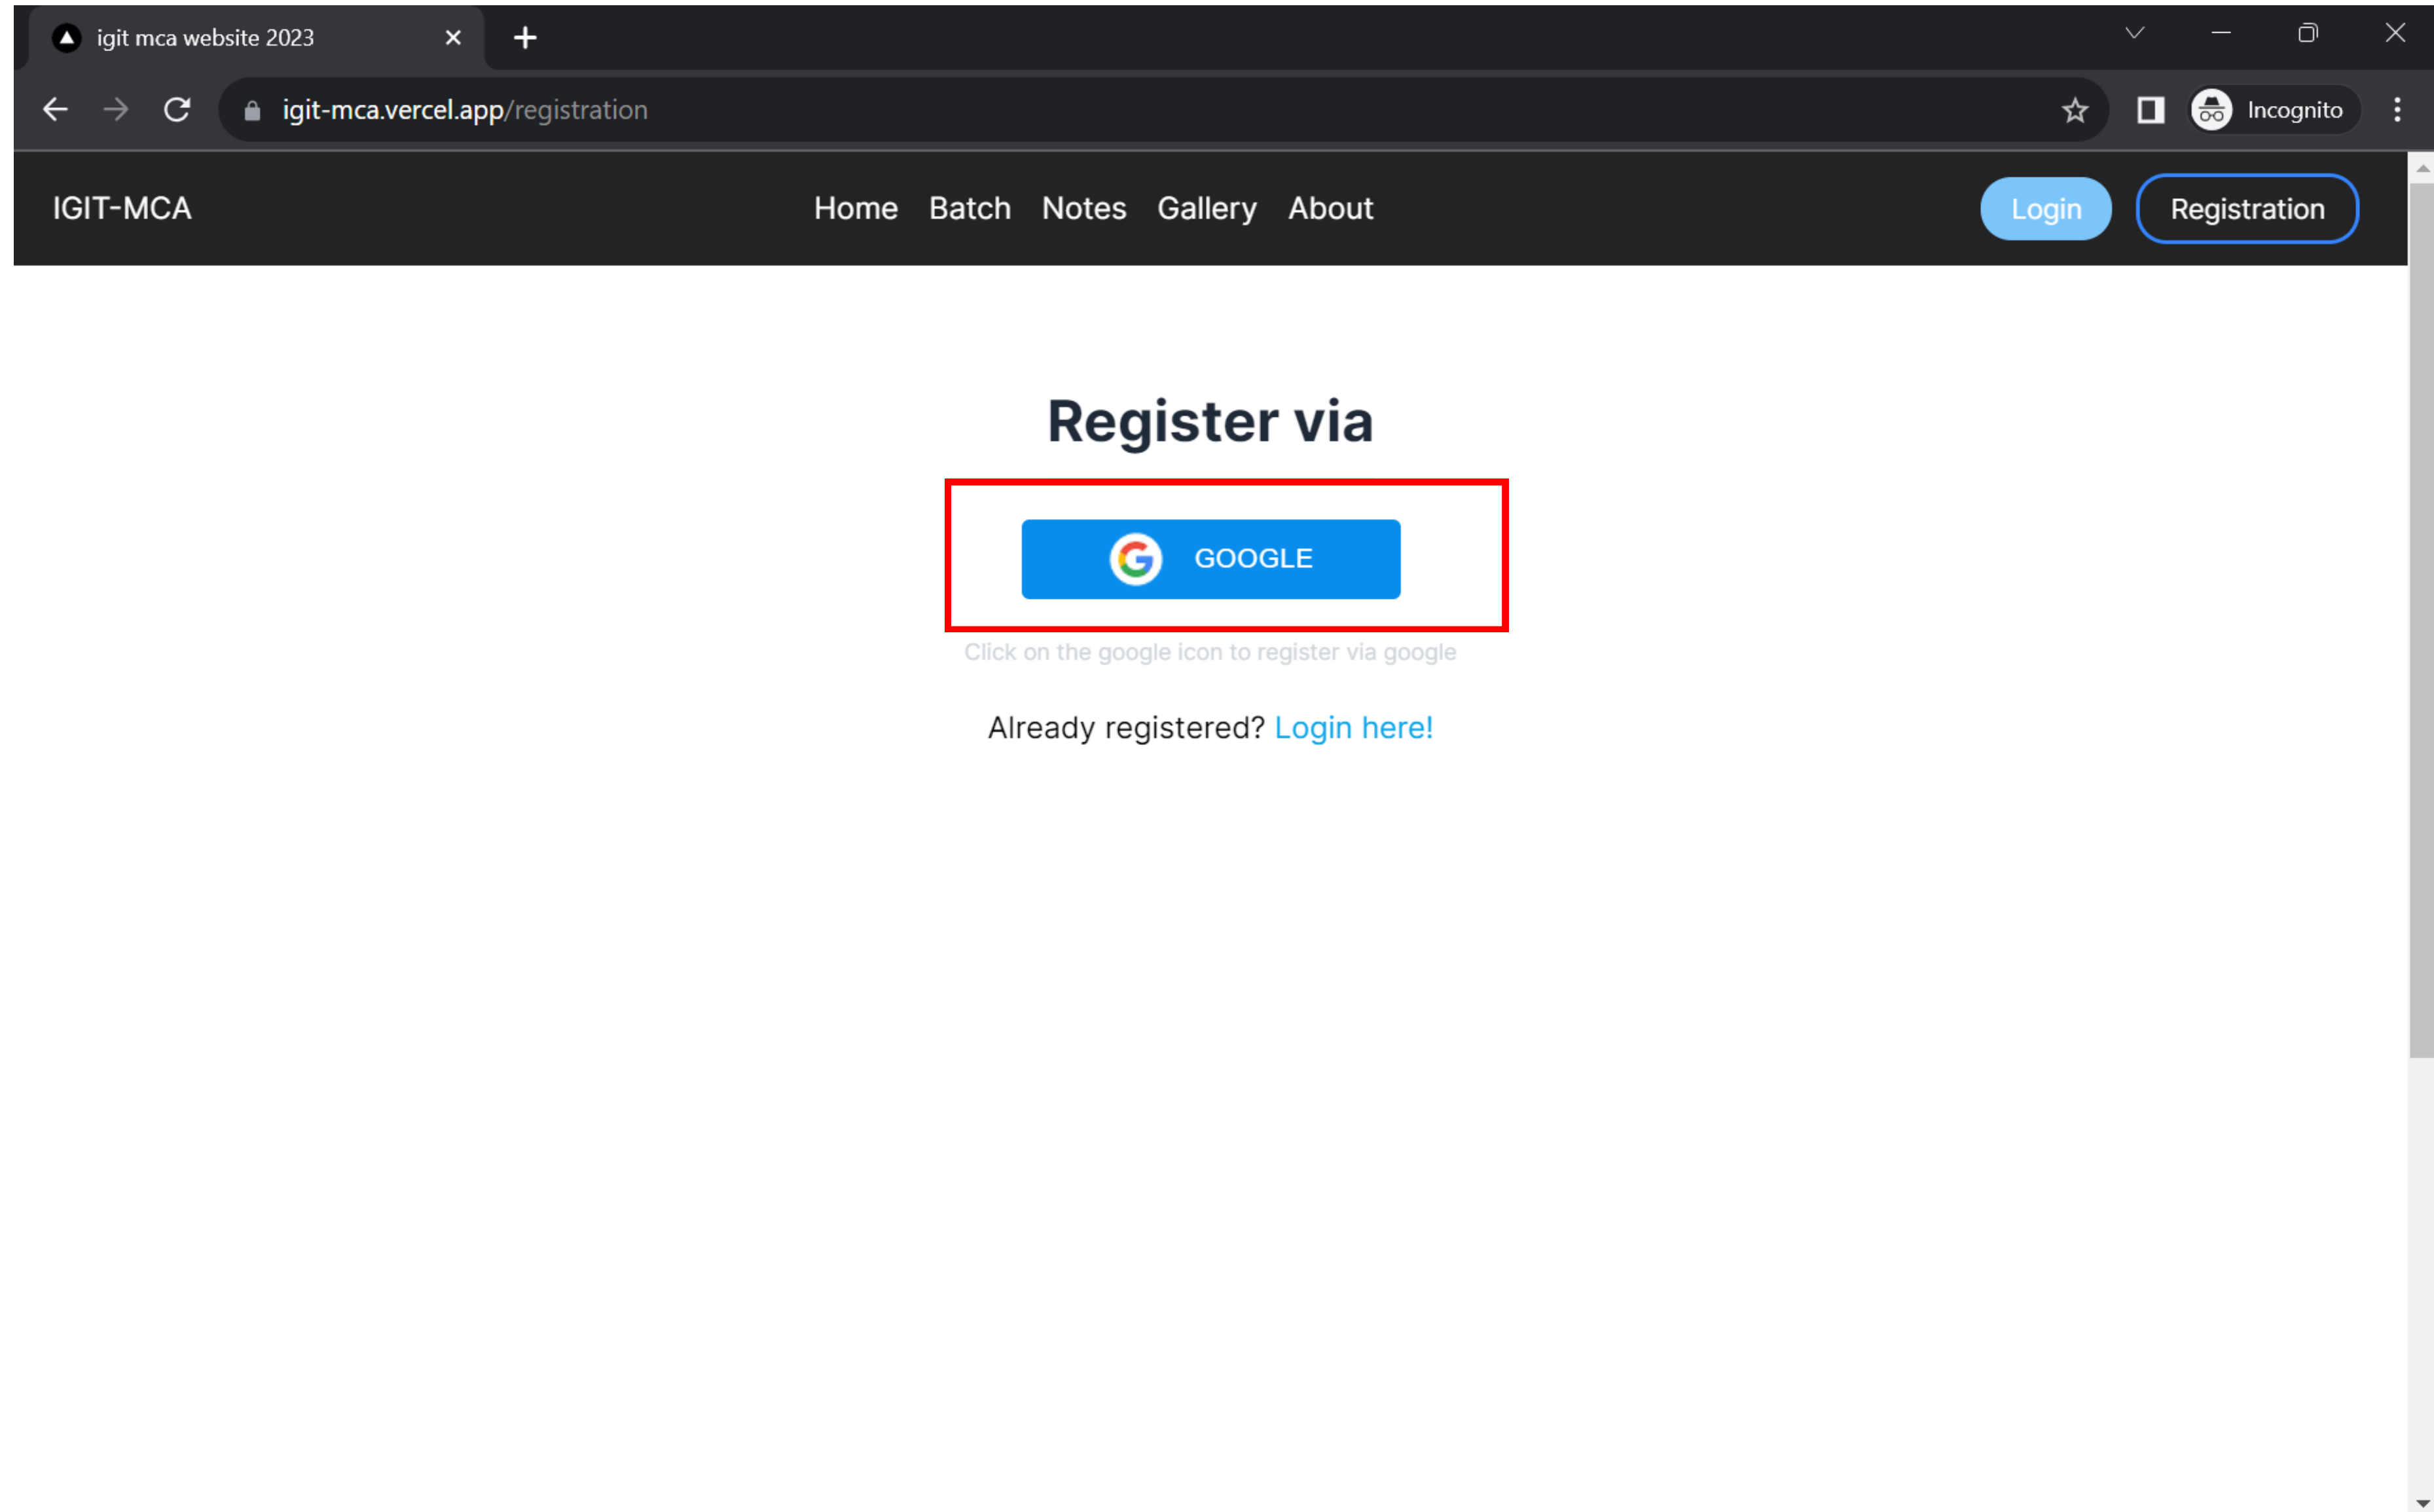 igit mca website 2023
igit-mca.vercel.app/registration
Incognito
IGIT-MCA
Home Batch Notes Gallery About
Login
Registration
Register via
GOOGLE
Click on the google icon to register via google
Already registered? Login here!